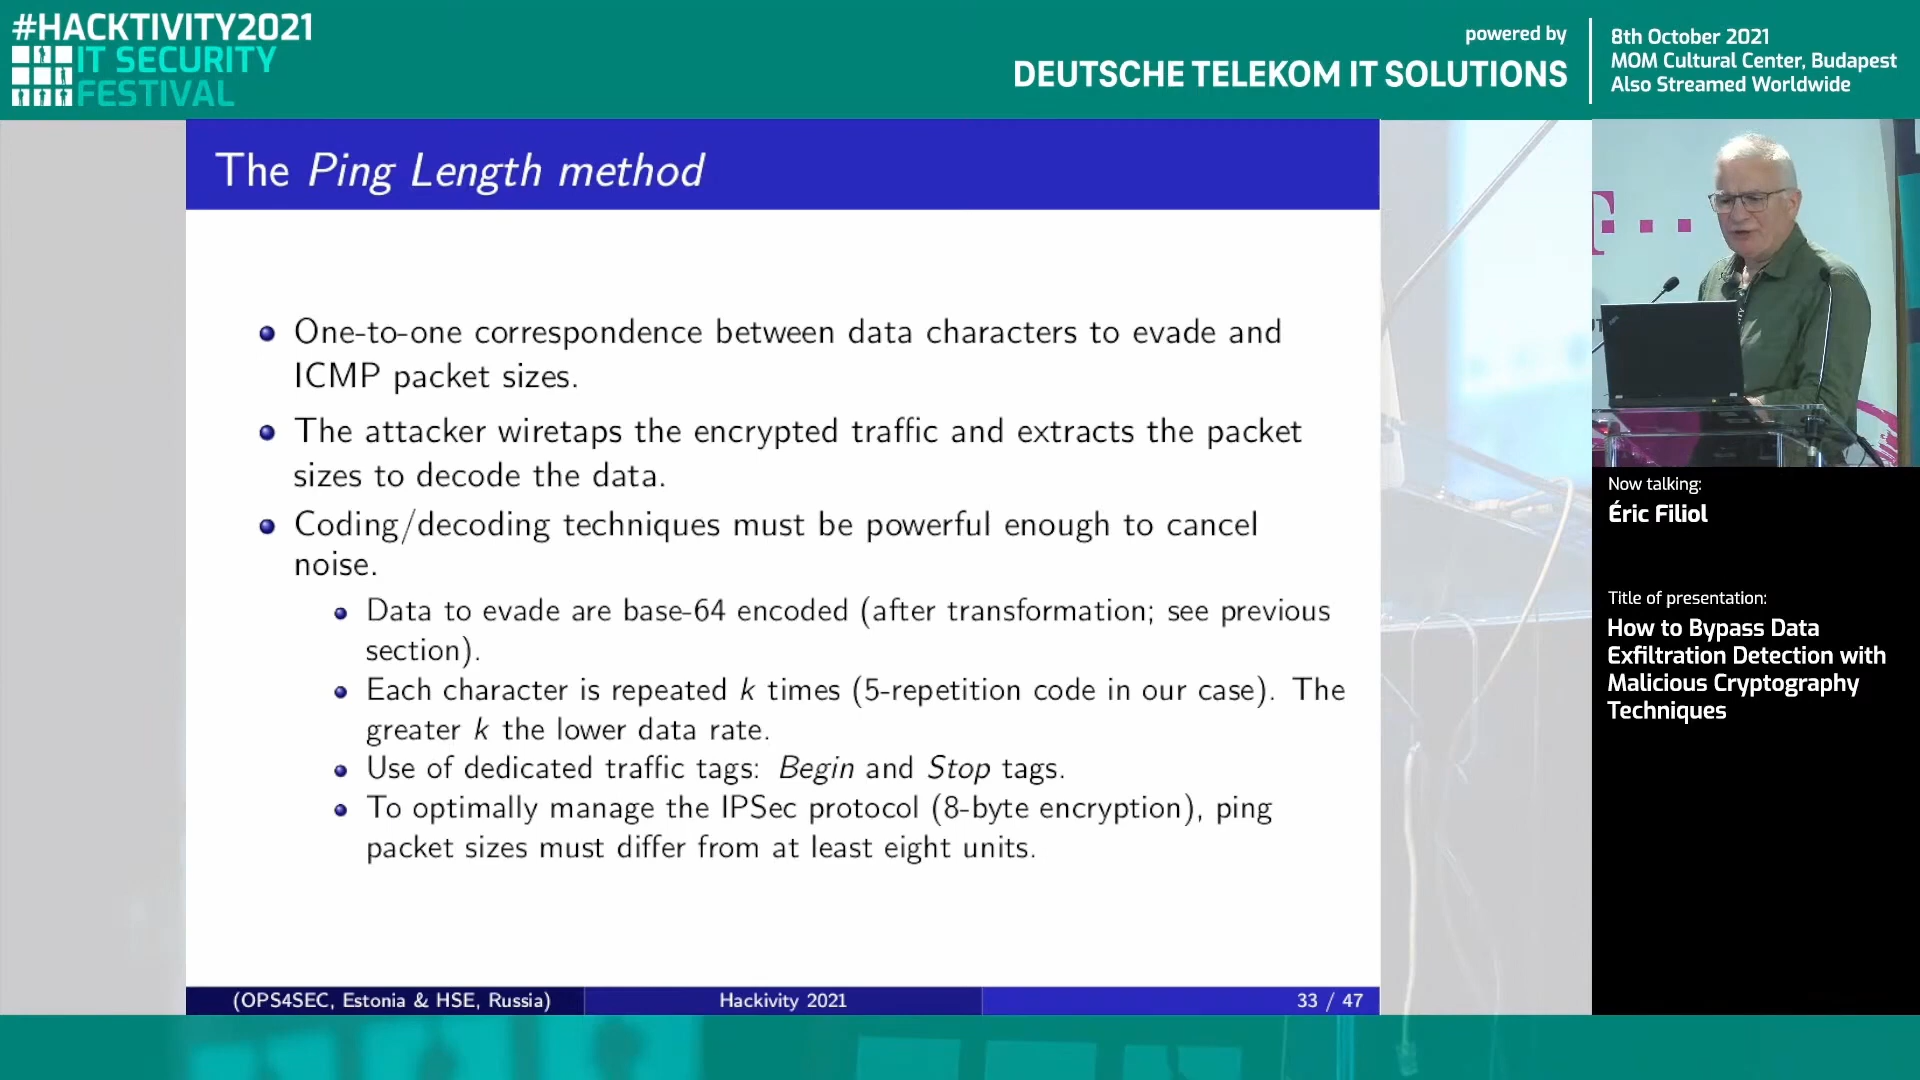 #HACKTIVITY2021
IT SECURITY
FESTIVAL
powered by
DEUTSCHE TELEKOM IT SOLUTIONS
8th October 2021
MOM Cultural Center, Budapest
Also Streamed Worldwide
The Ping Length method
One-to-one correspondence between data characters to evade and
ICMP packet sizes.
The attacker wiretaps the encrypted traffic and extracts the packet
sizes to decode the data.
Coding/decoding techniques must be powerful enough to cancel
noise.
Data to evade are base-64 encoded (after transformation; see previous
section).
Each character is repeated k times (5-repetition code in our case). The
greater k the lower data rate.
Use of dedicated traffic tags: Begin and Stop tags.
To optimally manage the IPSec protocol (8-byte encryption), ping
packet sizes must differ from at least eight units.
(OPS4SEC, Estonia & HSE, Russia)
Hackivity 2021
33 / 47
T
Now talking:
Éric Filiol
Title of presentation:
How to Bypass Data
Exfiltration Detection with
Malicious Cryptography
Techniques